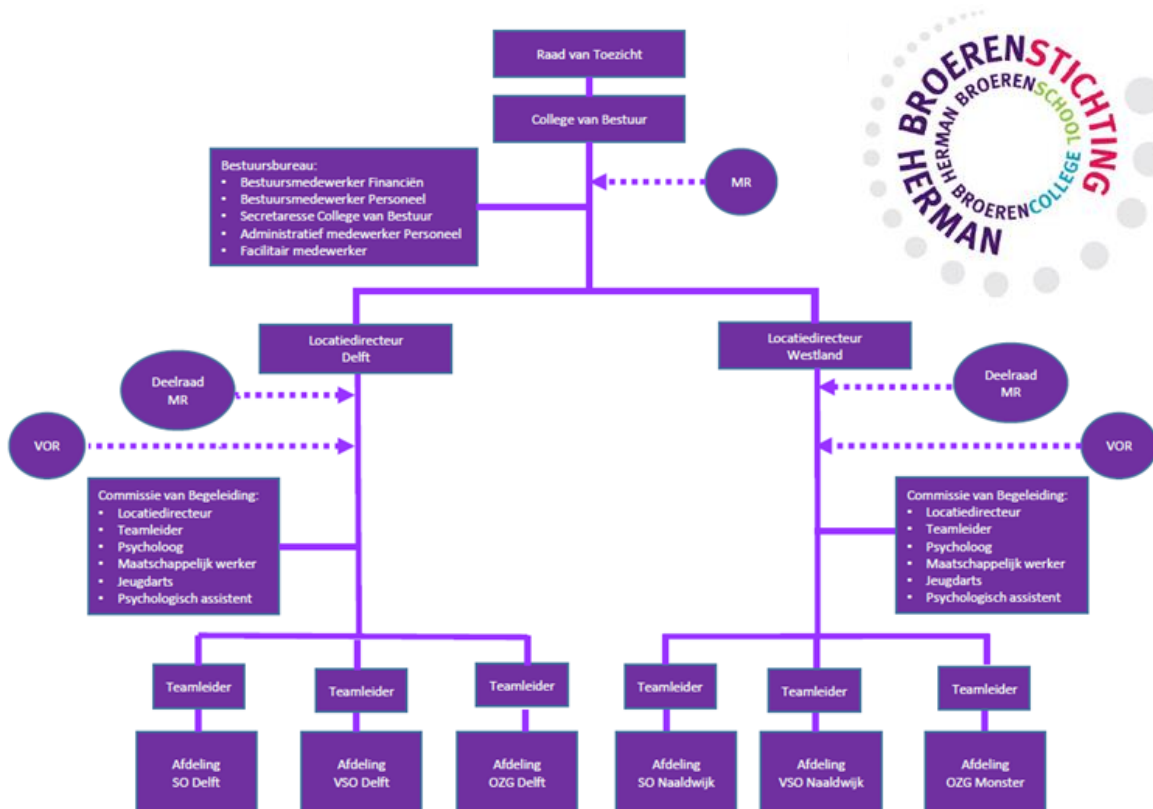 Raad van Toezicht
College van Bestuur
HERMAN BROERENSTICHTING
HERMAN BROERENSCHOOL
BROERENCOLLEGE
Bestuursbureau:
• Bestuursmedewerker Financiën
• Bestuursmedewerker Personeel
• Secretaresse College van Bestuur
• Administratief medewerker Personeel
• Facilitair medewerker
MR
Locatiedirecteur
Delft
Locatiedirecteur
Westland
Deelraad
MR
Deelraad
MR
VOR
VOR
Commissie van Begeleiding:
• Locatiedirecteur
• Teamleider
• Psycholoog
• Maatschappelijk werker
• Jeugdarts
• Psychologisch assistent
Commissie van Begeleiding:
• Locatiedirecteur
• Teamleider
• Psycholoog
• Maatschappelijk werker
• Jeugdarts
• Psychologisch assistent
Teamleider
Teamleider
Teamleider
Teamleider
Teamleider
Teamleider
Afdeling
SO Delft
Afdeling
VSO Delft
Afdeling
OZG Delft
Afdeling
SO Naaldwijk
Afdeling
VSO Naaldwijk
Afdeling
OZG Monster